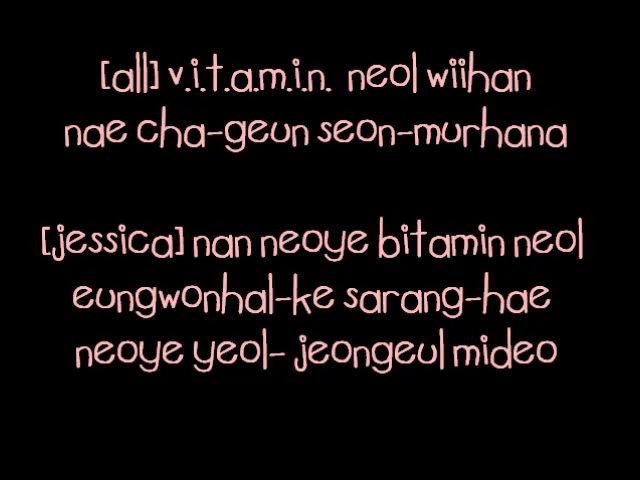 [all] v.i.t.a.m.i.n. neol wiihan
nae cha-geun seon-murhana
[jessica] nan neoye bitamin neol
eungwonhal-ke sarang-hae
neoye yeol- jeongeul mideo